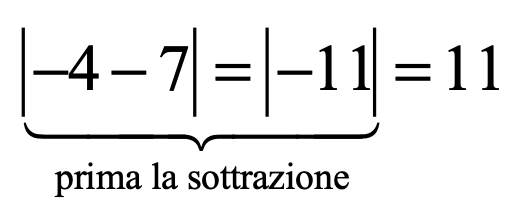 |−4 − 7| = |−11| = 11
prima la sottrazione